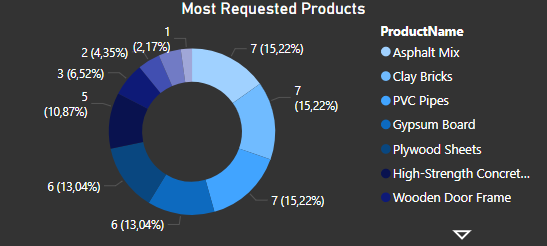 Most Requested Products
1
(2,17%)
2 (4,35%)
3 (6,52%)
5
(10,87%)
6 (13,04%)
6 (13,04%)
7 (15,22%)
7
(15,22%)
7 (15,22%)
ProductName
Asphalt Mix
Clay Bricks
PVC Pipes
Gypsum Board
Plywood Sheets
High-Strength Concret...
Wooden Door Frame